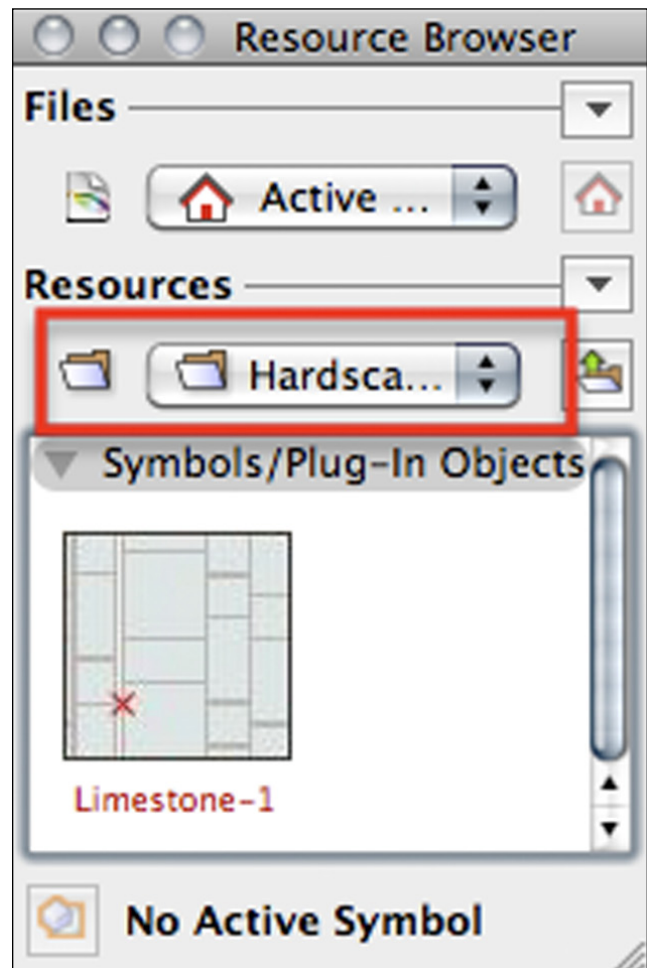 Resource Browser
Files
Active ...
Resources
Hardsca...
Symbols/Plug-In Objects
Limestone-1
No Active Symbol